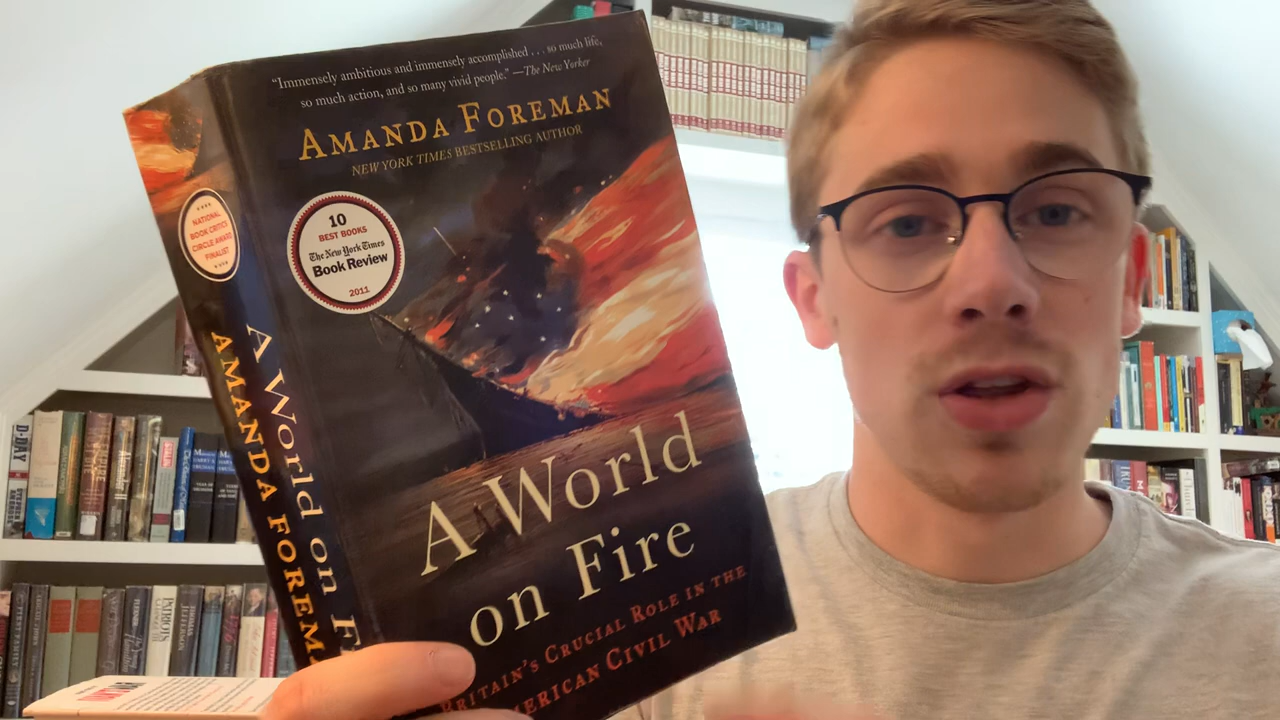 “Immensely ambitious and immensely accomplished . . . so much life,
so much action, and so many vivid people.” —The New Yorker
AMANDA FOREMAN
NEW YORK TIMES BESTSELLING AUTHOR
10
BEST BOOKS
The New York Times
Book Review
2011
A World
on Fire
BRITAIN’S CRUCIAL ROLE IN THE
AMERICAN CIVIL WAR
NATIONAL
BOOK CRITICS
CIRCLE AWARD
FINALIST
A World on F
AMANDA FOREMA
D-DAY